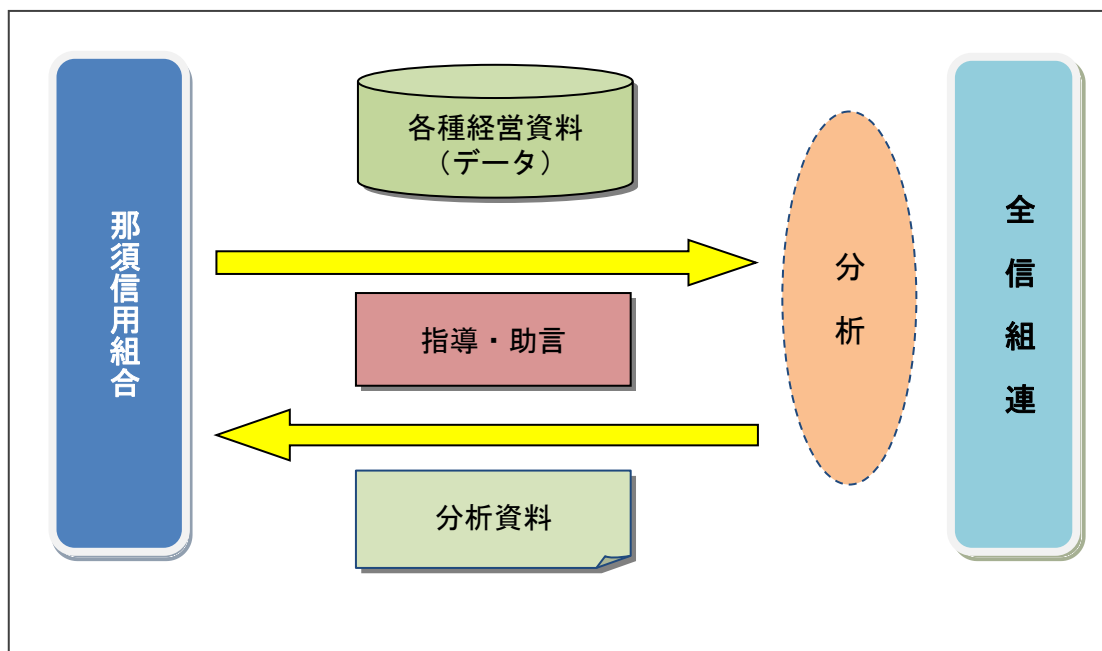 那須信用組合
各種経営資料
（データ）
指導・助言
分析資料
分析
全信組連